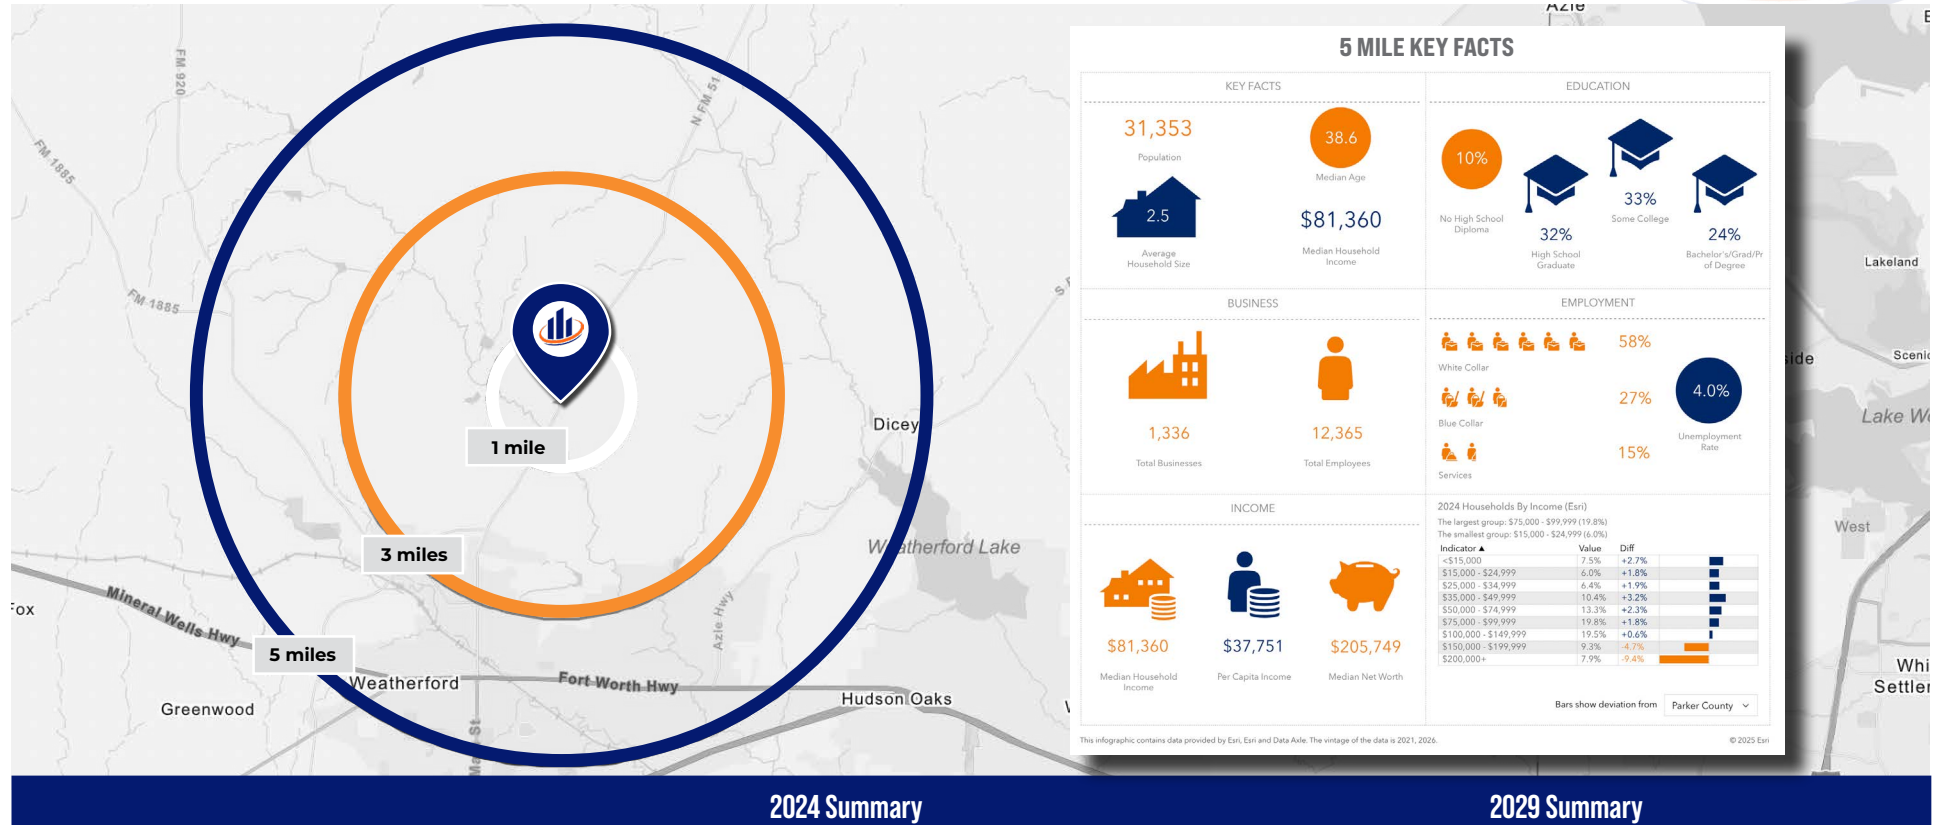 Azle
FM 920
N FM 51
FM 1885
FM 1885
1 mile
Dicey
3 miles
Weatherford Lake
Mineral Wells Hwy
Azle Hwy
5 miles
Weatherford
Fort Worth Hwy
Greenwood
Hudson Oaks
Lakeland
West
5 MILE KEY FACTS
KEY FACTS
31,353
Population
38.6
Median Age
2.5
Average
Household Size
$81,360
Median Household
Income
EDUCATION
10%
No High School
Diploma
32%
High School
Graduate
33%
Some College
24%
Bachelor's/Grad/Pr
of Degree
BUSINESS
1,336
Total Businesses
12,365
Total Employees
EMPLOYMENT
58%
White Collar
27%
Blue Collar
15%
Services
4.0%
Unemployment
Rate
INCOME
$81,360
Median Household
Income
$37,751
Per Capita Income
$205,749
Median Net Worth
2024 Households By Income (Esri)
The largest group: $75,000 - $99,999 (19.8%)
The smallest group: $15,000 - $24,999 (6.0%)
Indicator ▲ Value Diff
<$15,000 7.5% +2.7%
$15,000 - $24,999 6.0% +1.8%
$25,000 - $34,999 6.4% +1.9%
$35,000 - $49,999 10.4% +3.2%
$50,000 - $74,999 13.3% +2.3%
$75,000 - $99,999 19.8% +1.8%
$100,000 - $149,999 19.5% +0.6%
$150,000 - $199,999 9.3% -4.7%
$200,000+ 7.9% -9.4%
Bars show deviation from Parker County
This infographic contains data provided by Esri, Esri and Data Axle. The vintage of the data is 2021, 2026.
© 2025 Esri
2024 Summary
2029 Summary